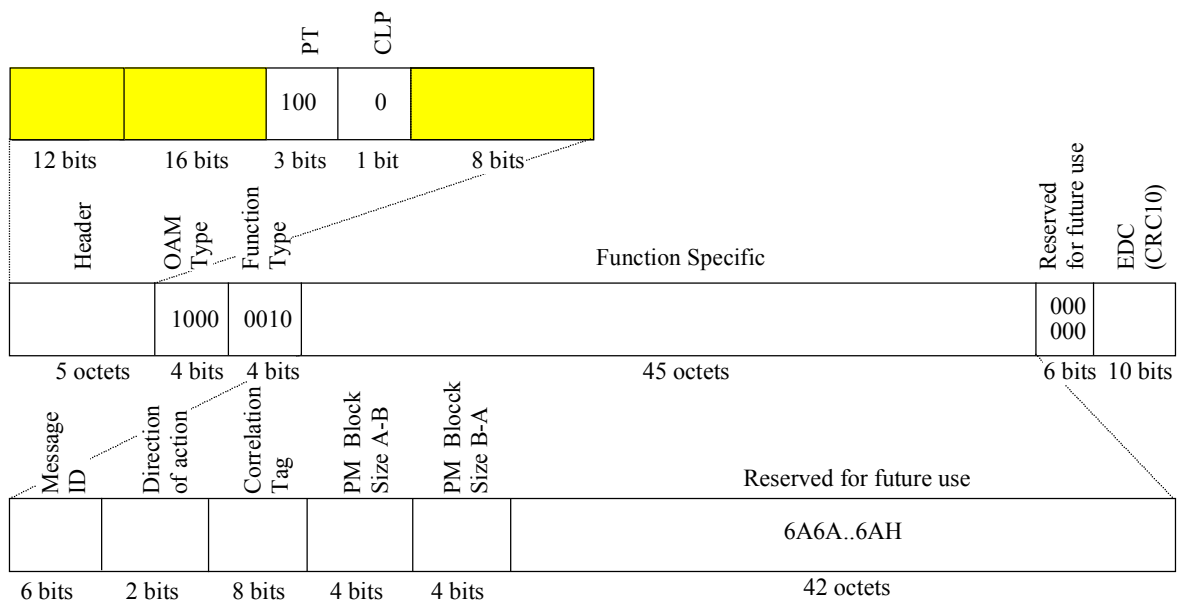 PT
CLP
100
0
12 bits
16 bits
3 bits
1 bit
8 bits
Header
OAM
Type
Function
Type
Function Specific
Reserved
for future use
EDC
(CRC10)
1000
0010
000
000
5 octets
4 bits
4 bits
45 octets
6 bits
10 bits
Message
ID
Direction
of action
Correlation
Tag
PM Block
Size A-B
PM Blocck
Size B-A
Reserved for future use
6A6A..6AH
6 bits
2 bits
8 bits
4 bits
4 bits
42 octets